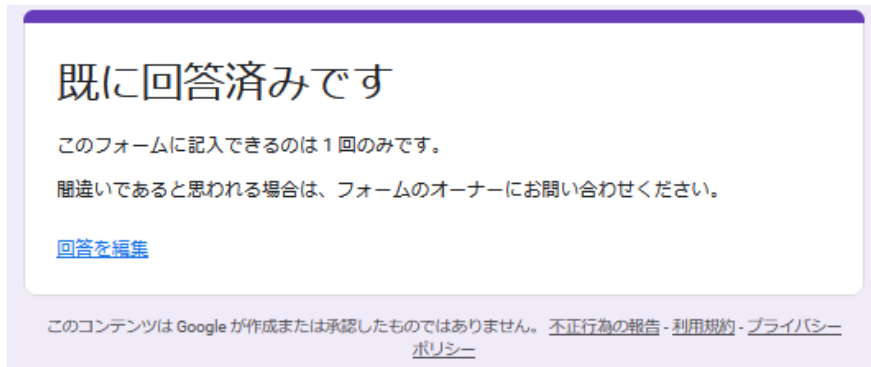 既に回答済みです
このフォームに記入できるのは 1 回のみです。
間違いであると思われる場合は、フォームのオーナーにお問い合わせください。
回答を編集
このコンテンツは Google が作成または承認したものではありません。 不正行為の報告 - 利用規約 - プライバシー
ポリシー